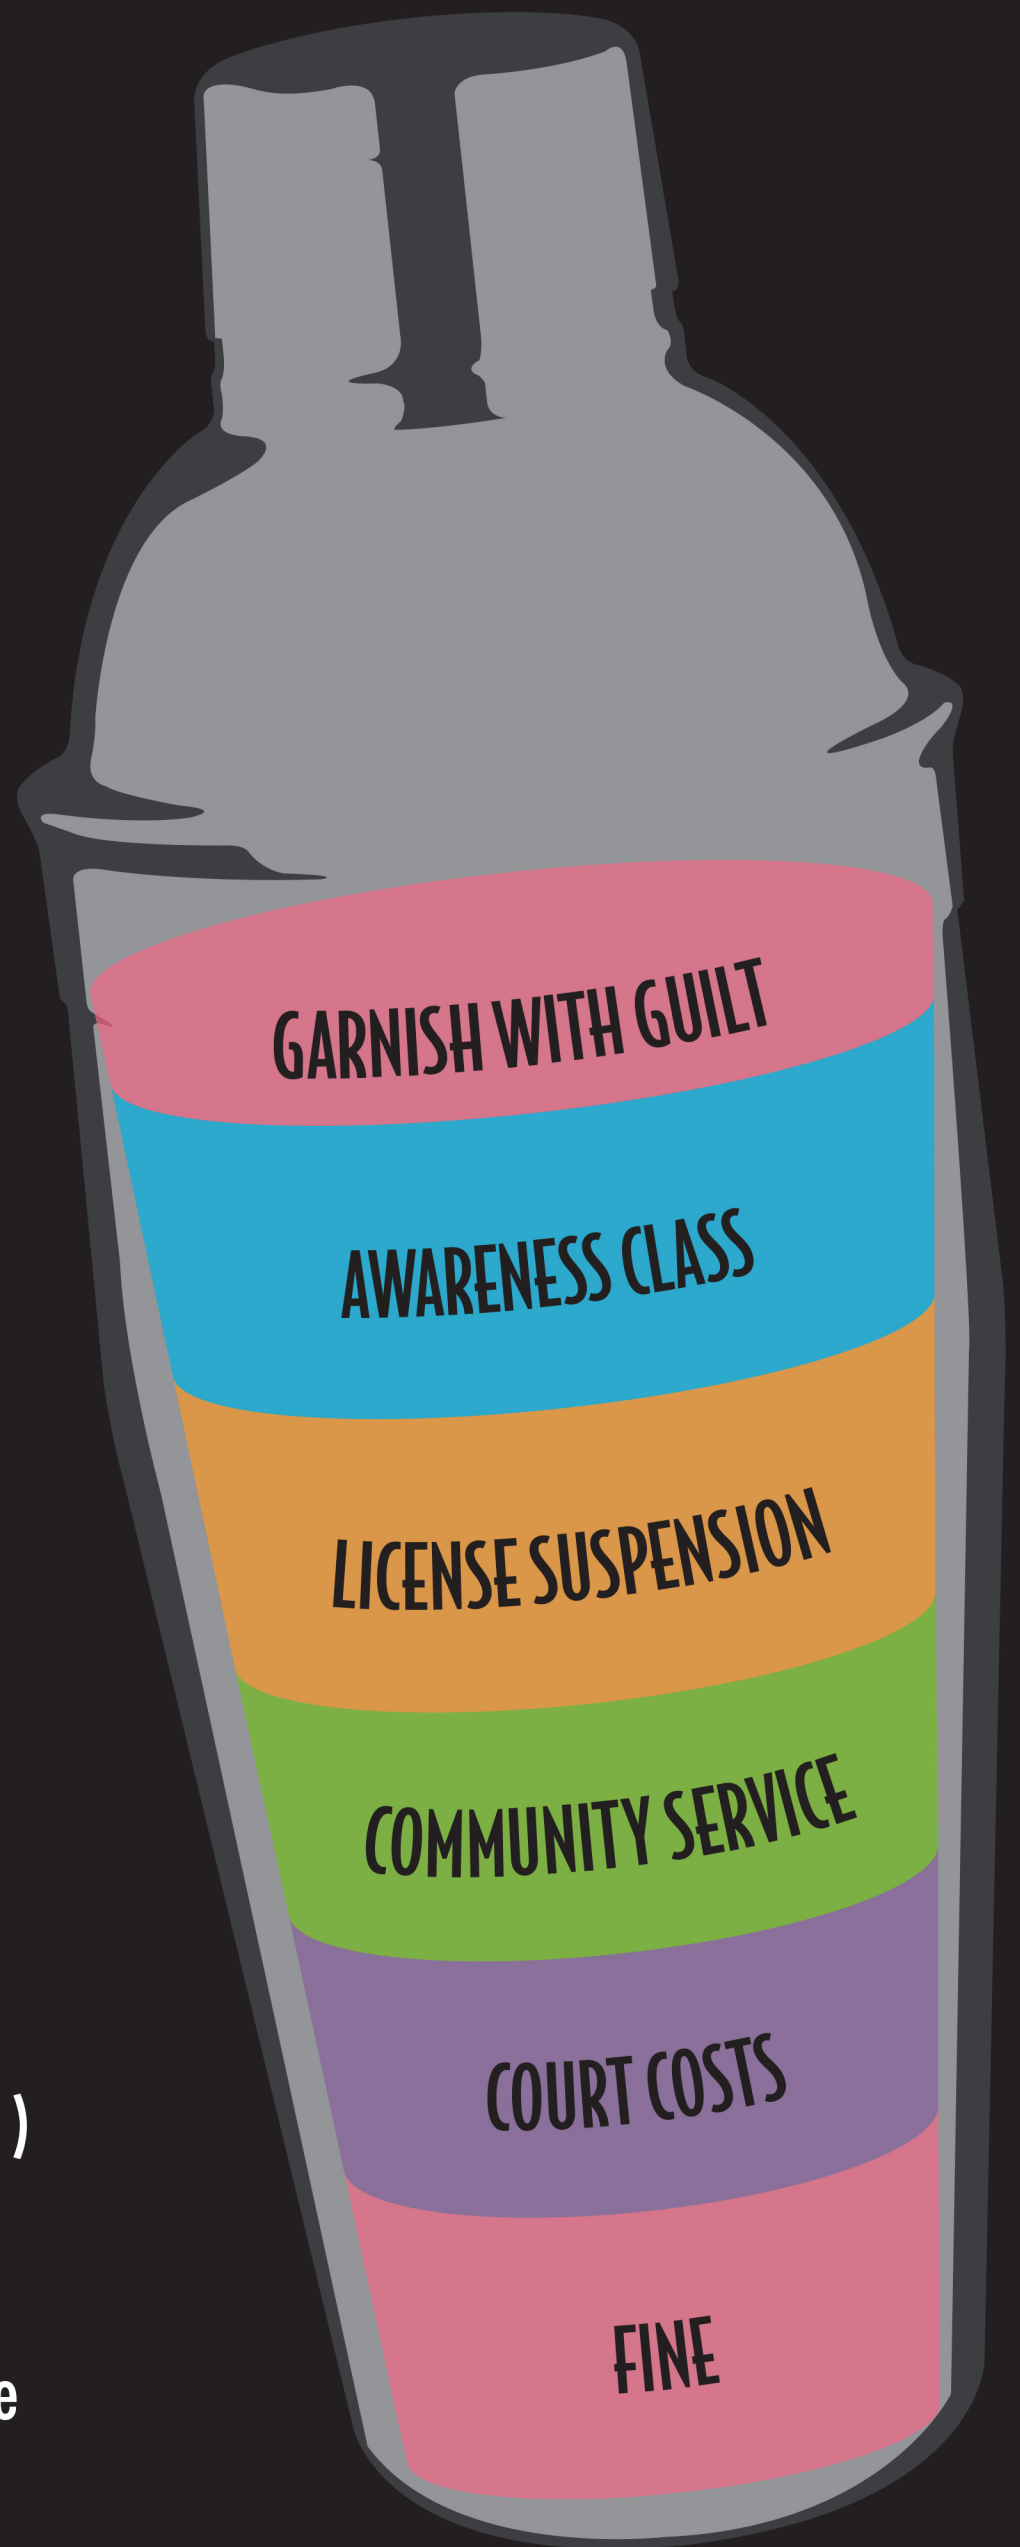 GARNISH WITH GUILT
AWARENESS CLASS
LICENSE SUSPENSION
COMMUNITY SERVICE
COURT COSTS
)
FINE
e